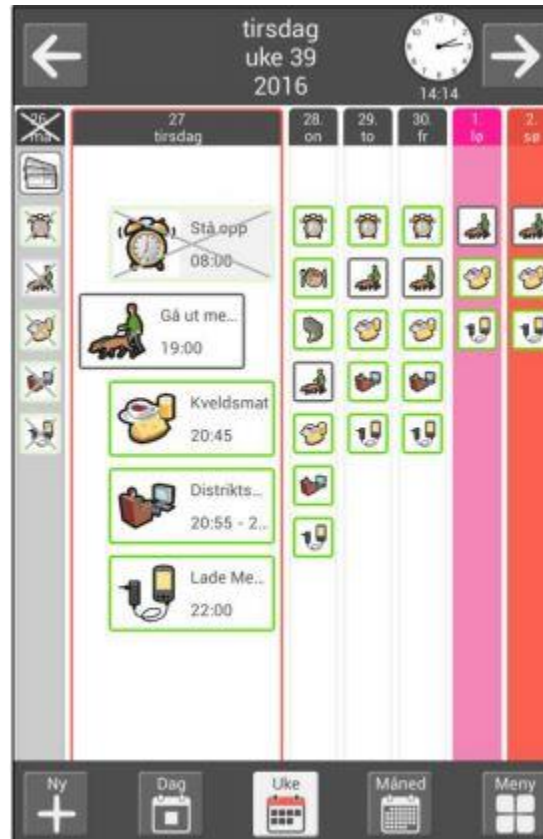 tirsdag
uke 39
2016
14:14
26.
ma
27
tirsdag
28.
on
29.
to
30.
fr
1.
lø
2.
sø
Stå opp
08:00
Gå ut me...
19:00
Kveldsmat
20:45
Distrikts...
20:55 - 2...
Lade Me...
22:00
Ny
Dag
Uke
Måned
Meny